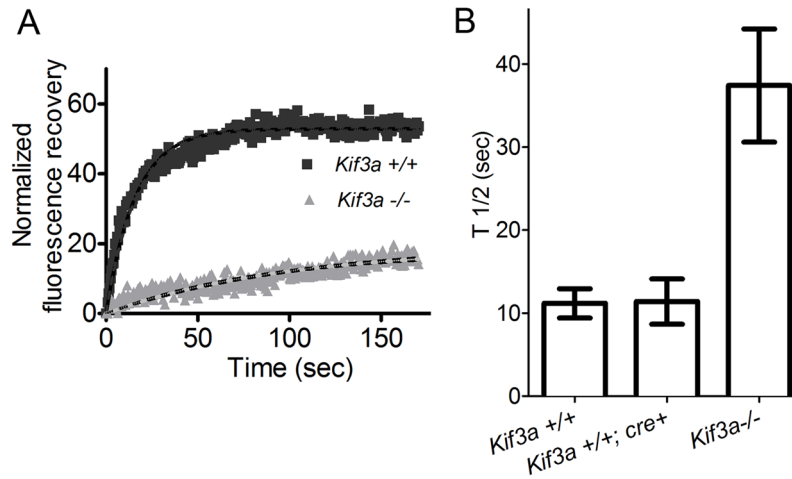 A
Normalized
fluorescence recovery
60
40
20
0
Kif3a +/+
Kif3a -/-
0
50
100
150
Time (sec)
B
T 1/2 (sec)
40
30
20
10
0
Kif3a +/+
Kif3a +/+; cre+
Kif3a-/-